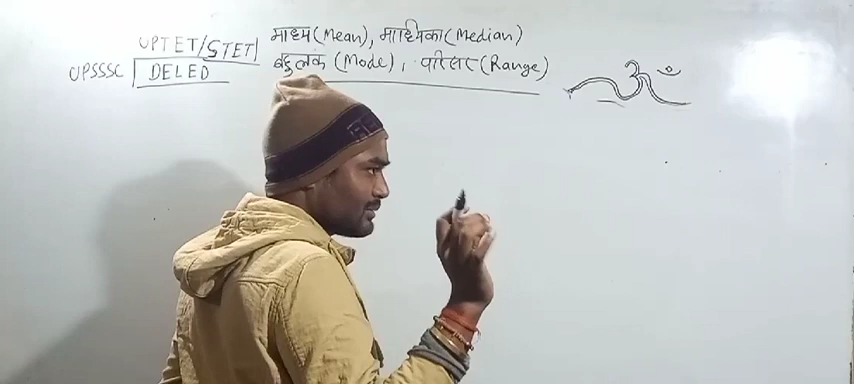 UPTET/STET
UPSSSC DELED
माध्य (Mean), माध्यिका (Median)
बहुलक (Mode), परिसर (Range)
ॐ